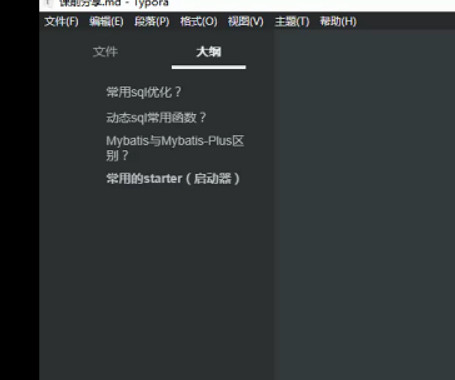 课前分享.md - Typora
文件(F) 编辑(E) 段落(P) 格式(O) 视图(V) 主题(T) 帮助(H)
文件 大纲
常用sql优化？
动态sql常用函数？
Mybatis与Mybatis-Plus区
别？
常用的starter（启动器）